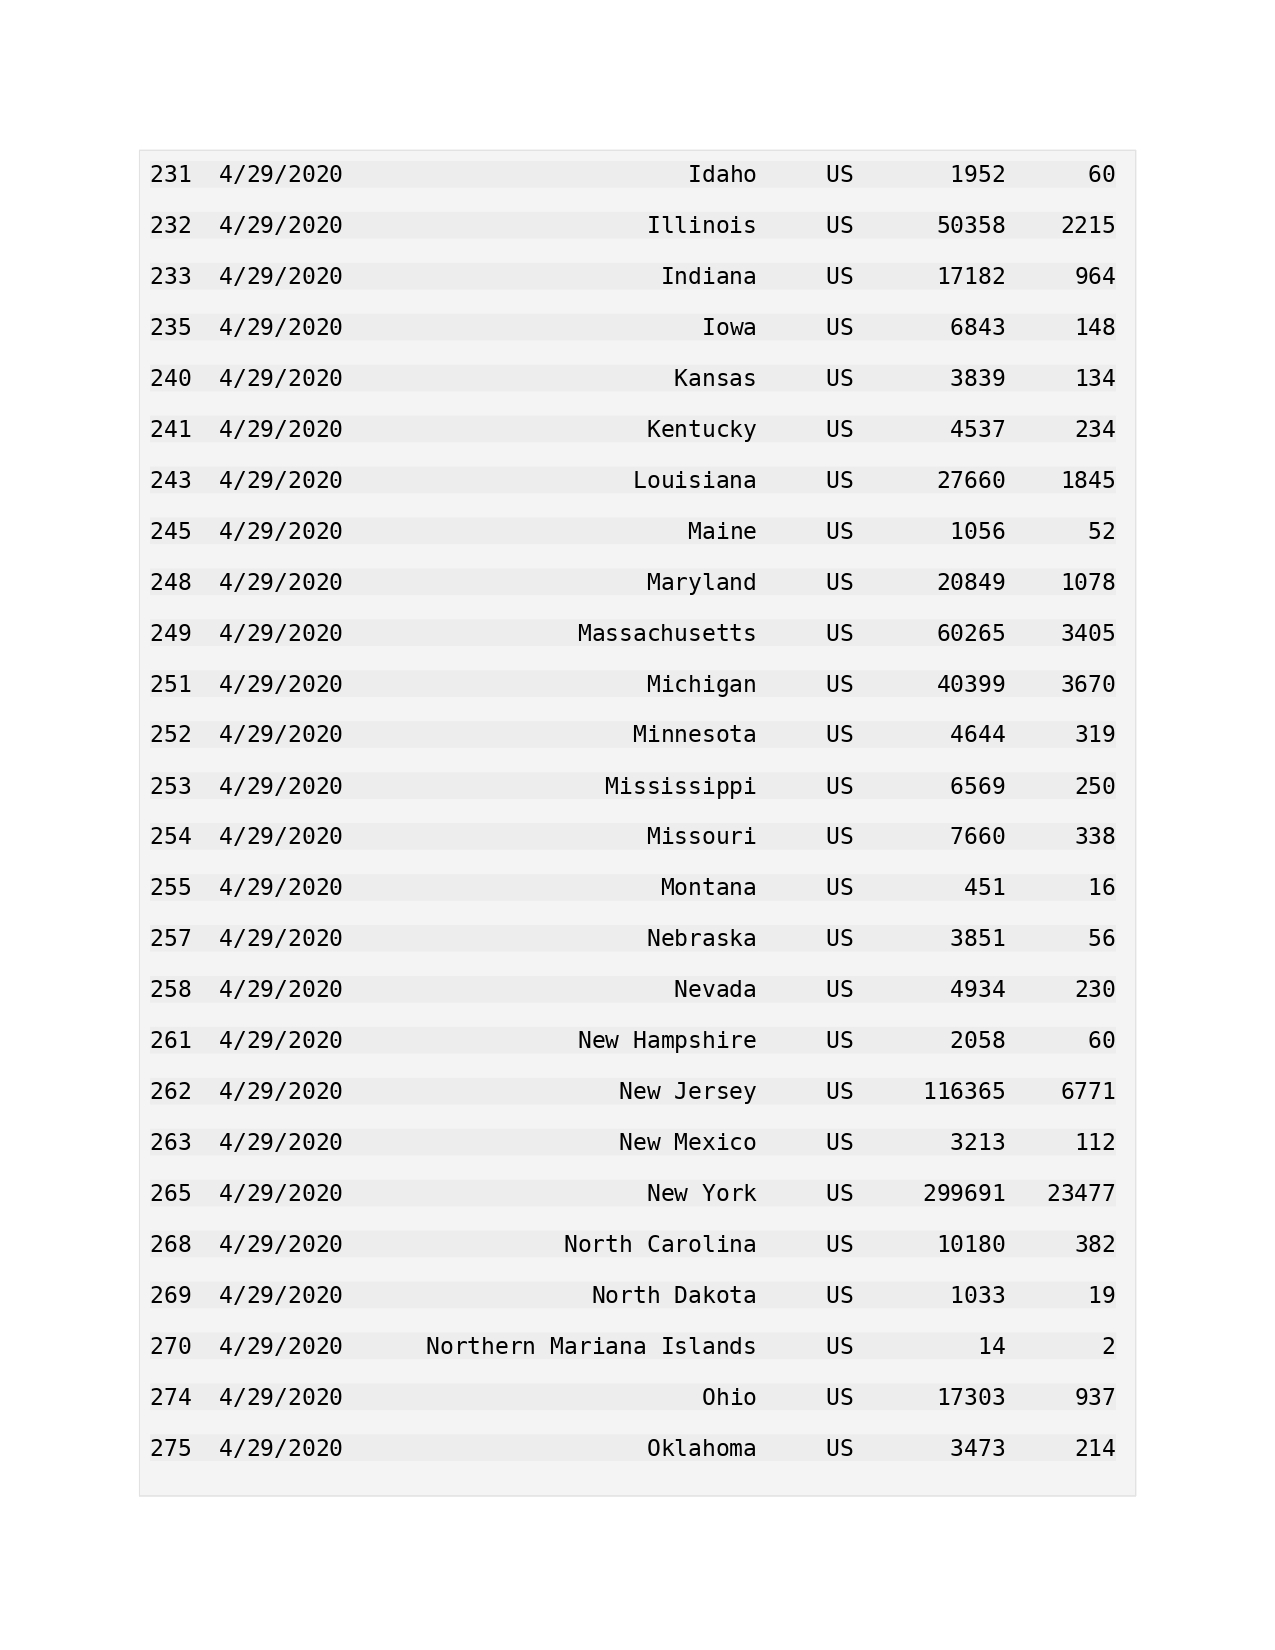 231  4/29/2020                         Idaho     US       1952      60
232  4/29/2020                      Illinois     US      50358    2215
233  4/29/2020                       Indiana     US      17182     964
235  4/29/2020                          Iowa     US       6843     148
240  4/29/2020                        Kansas     US       3839     134
241  4/29/2020                      Kentucky     US       4537     234
243  4/29/2020                     Louisiana     US      27660    1845
245  4/29/2020                         Maine     US       1056      52
248  4/29/2020                      Maryland     US      20849    1078
249  4/29/2020                 Massachusetts     US      60265    3405
251  4/29/2020                      Michigan     US      40399    3670
252  4/29/2020                     Minnesota     US       4644     319
253  4/29/2020                   Mississippi     US       6569     250
254  4/29/2020                      Missouri     US       7660     338
255  4/29/2020                       Montana     US        451      16
257  4/29/2020                      Nebraska     US       3851      56
258  4/29/2020                        Nevada     US       4934     230
261  4/29/2020                 New Hampshire     US       2058      60
262  4/29/2020                    New Jersey     US     116365    6771
263  4/29/2020                    New Mexico     US       3213     112
265  4/29/2020                      New York     US     299691   23477
268  4/29/2020                North Carolina     US      10180     382
269  4/29/2020                  North Dakota     US       1033      19
270  4/29/2020      Northern Mariana Islands     US         14       2
274  4/29/2020                          Ohio     US      17303     937
275  4/29/2020                      Oklahoma     US       3473     214